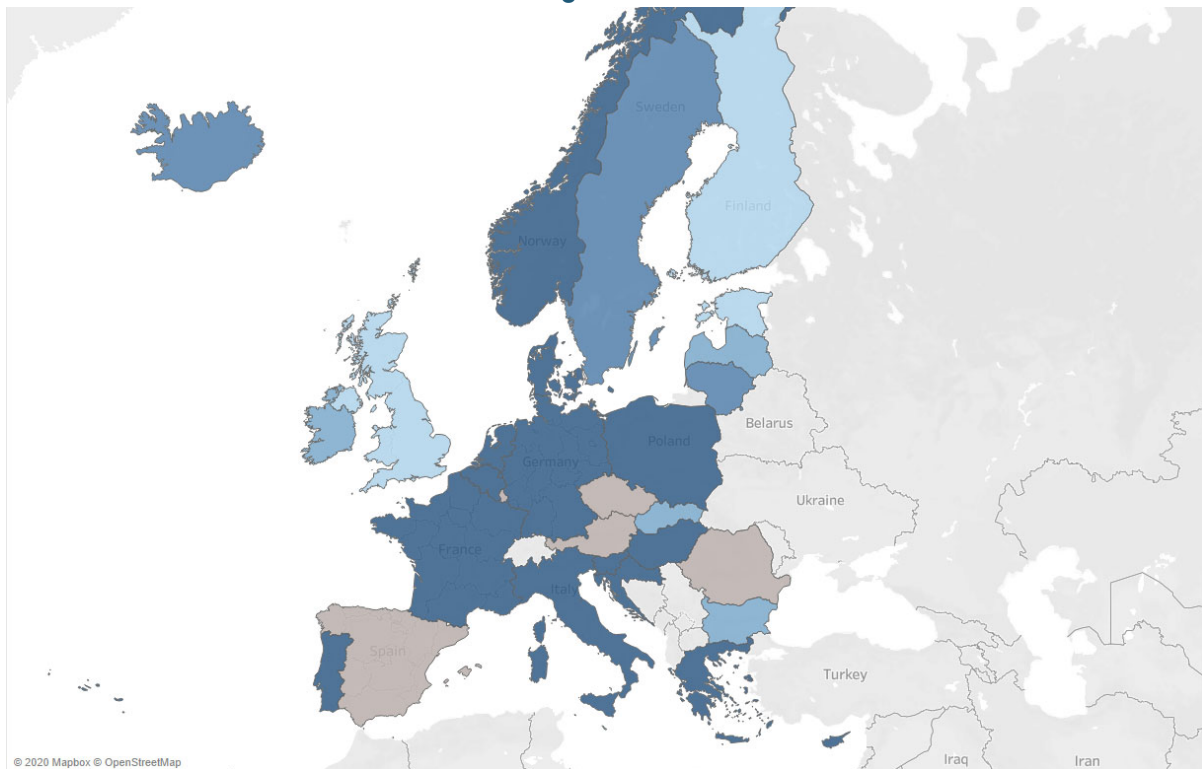 Sweden
Finland
Norway
Belarus
Poland
Germany
Ukraine
France
Italy
Spain
Turkey
Iraq
Iran
© 2020 Mapbox © OpenStreetMap